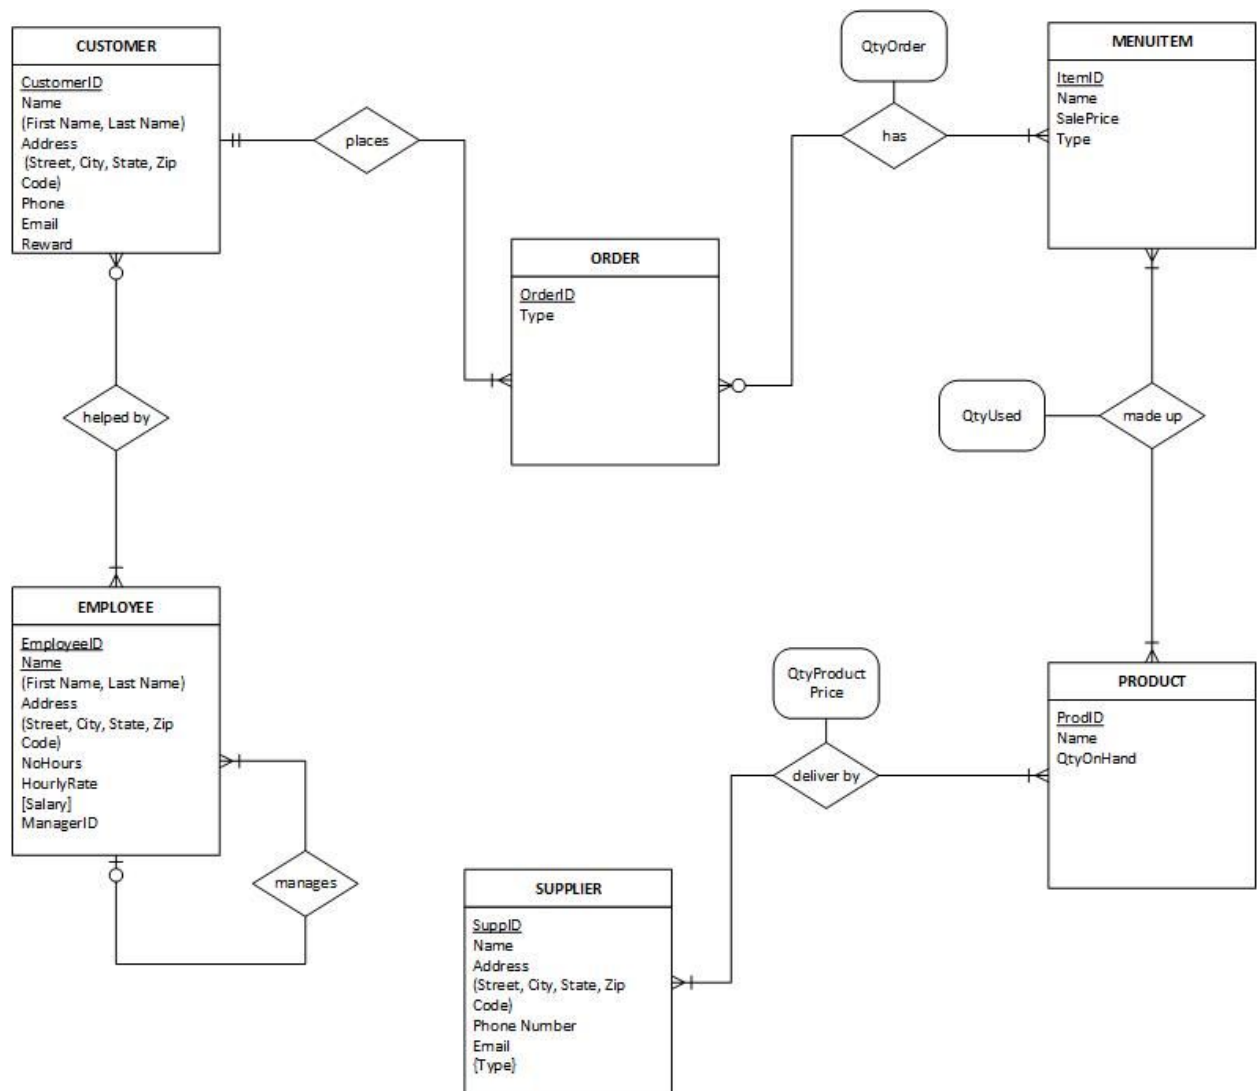 CUSTOMER
CustomerID
Name
(First Name, Last Name)
Address
(Street, City, State, Zip
Code)
Phone
Email
Reward
places
QtyOrder
has
MENUITEM
ItemID
Name
SalePrice
Type
ORDER
OrderID
Type
helped by
QtyUsed
made up
EMPLOYEE
EmployeeID
Name
(First Name, Last Name)
Address
(Street, City, State, Zip
Code)
NoHours
HourlyRate
[Salary]
ManagerID
manages
QtyProduct
Price
deliver by
PRODUCT
ProdID
Name
QtyOnHand
SUPPLIER
SuppID
Name
Address
(Street, City, State, Zip
Code)
Phone Number
Email
{Type}